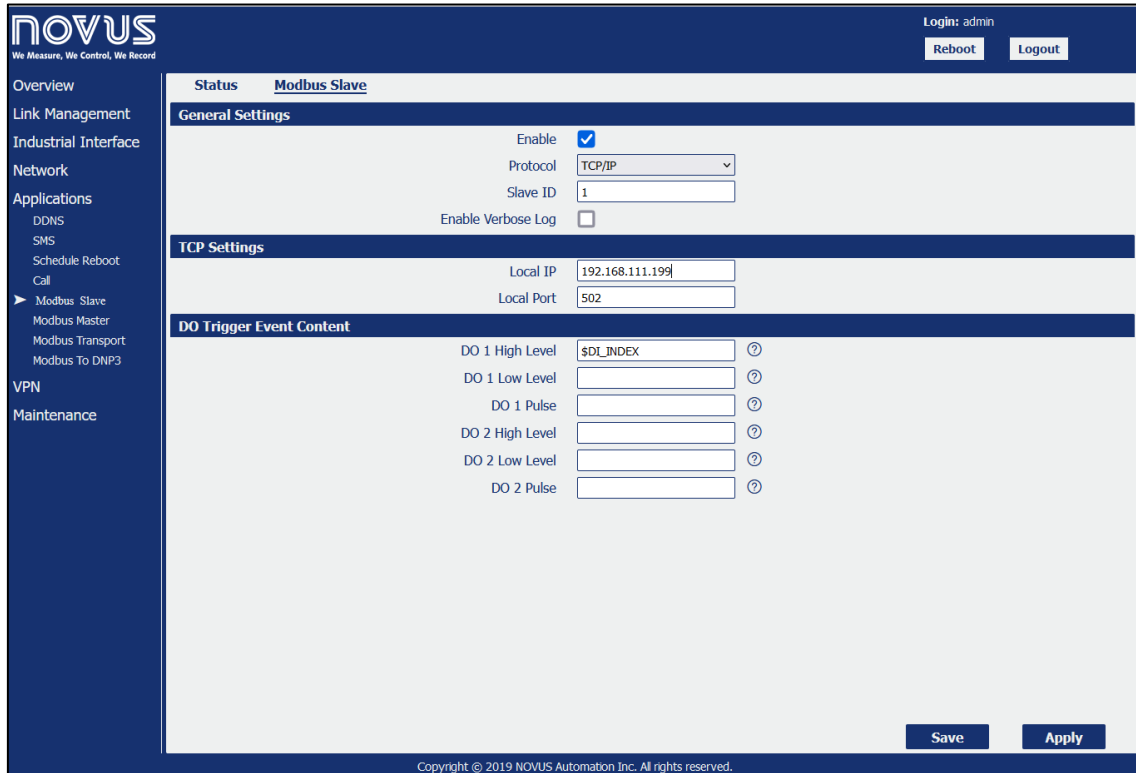 NOVUS
We Measure, We Control, We Record
Login: admin
Reboot Logout
Overview
Link Management
Industrial Interface
Network
Applications
DDNS
SMS
Schedule Reboot
Call
➤ Modbus Slave
Modbus Master
Modbus Transport
Modbus To DNP3
VPN
Maintenance
Status Modbus Slave
General Settings
Enable
Protocol TCP/IP
Slave ID 1
Enable Verbose Log
TCP Settings
Local IP 192.168.111.199
Local Port 502
DO Trigger Event Content
DO 1 High Level $DI_INDEX ?
DO 1 Low Level ?
DO 1 Pulse ?
DO 2 High Level ?
DO 2 Low Level ?
DO 2 Pulse ?
Save Apply
Copyright © 2019 NOVUS Automation Inc. All rights reserved.